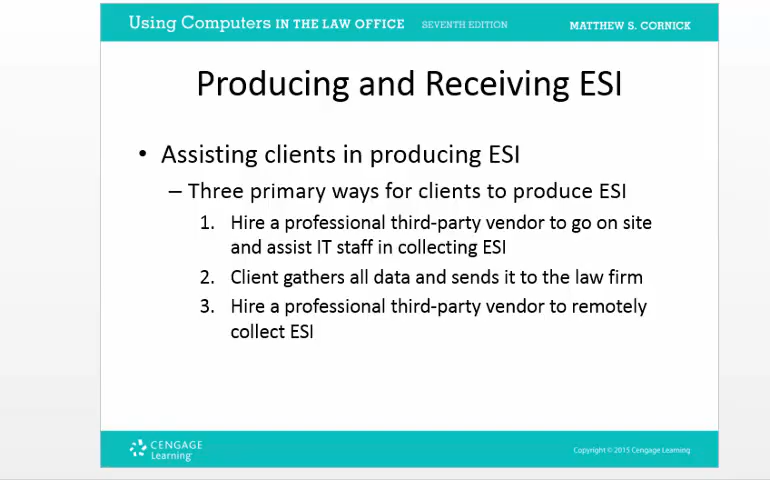 Using Computers IN THE LAW OFFICE SEVENTH EDITION MATTHEW S. CORNICK
Producing and Receiving ESI
• Assisting clients in producing ESI
– Three primary ways for clients to produce ESI
1. Hire a professional third-party vendor to go on site
and assist IT staff in collecting ESI
2. Client gathers all data and sends it to the law firm
3. Hire a professional third-party vendor to remotely
collect ESI
CENGAGE
Learning
Copyright © 2015 Cengage Learning